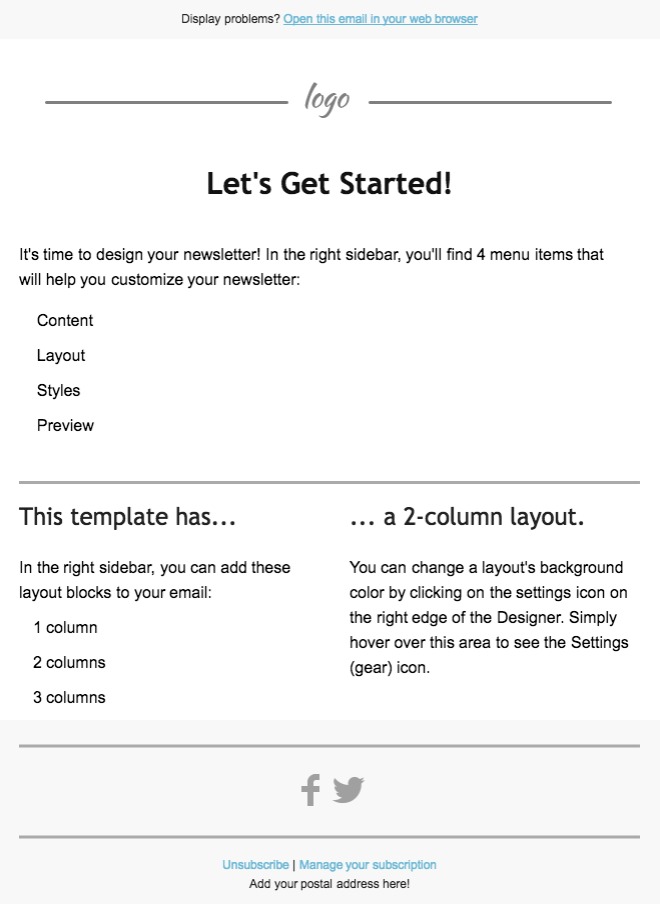 Display problems? Open this email in your web browser
logo
Let's Get Started!
It's time to design your newsletter! In the right sidebar, you'll find 4 menu items that
will help you customize your newsletter:
Content
Layout
Styles
Preview
This template has...
In the right sidebar, you can add these
layout blocks to your email:
1 column
2 columns
3 columns
... a 2-column layout.
You can change a layout's background
color by clicking on the settings icon on
the right edge of the Designer. Simply
hover over this area to see the Settings
(gear) icon.
Unsubscribe | Manage your subscription
Add your postal address here!